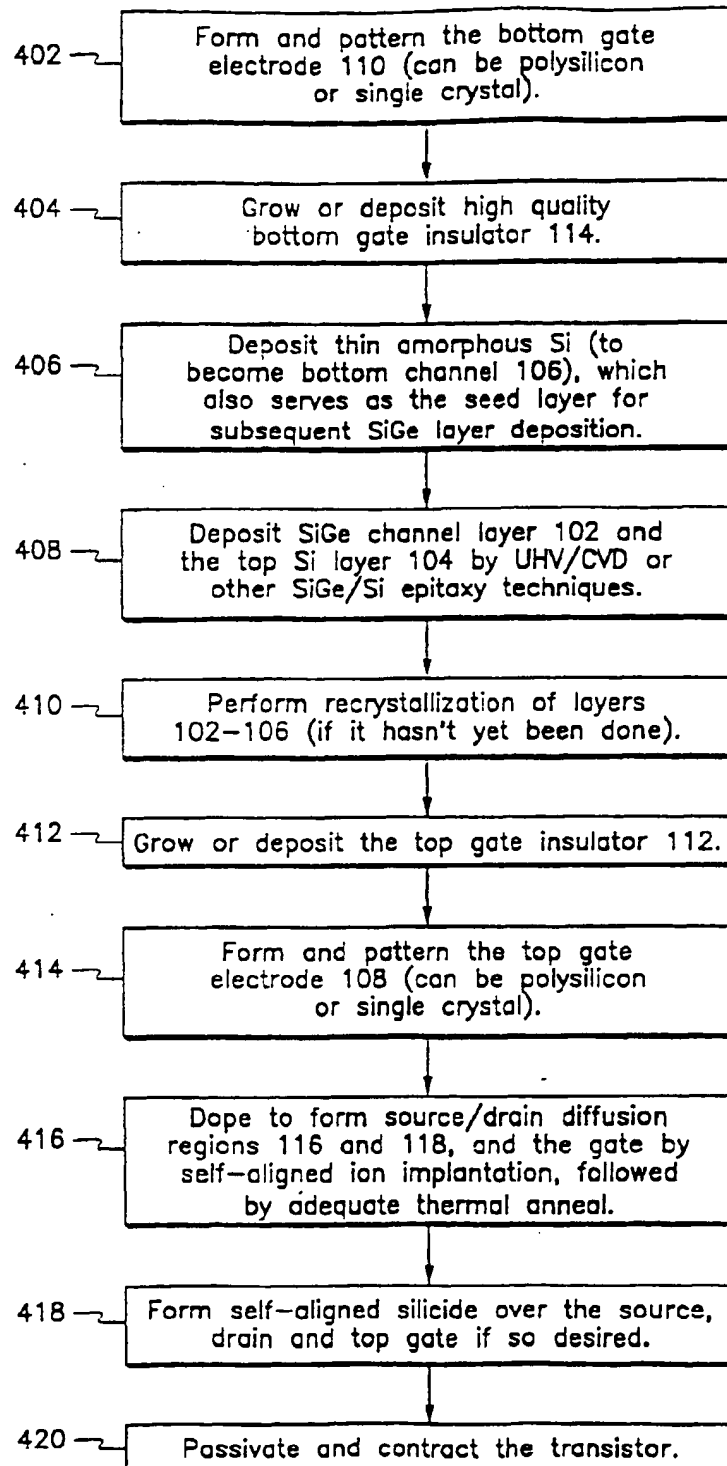 402
Form and pattern the bottom gate
electrode 110 (can be polysilicon
or single crystal).
404
Grow or deposit high quality
bottom gate insulator 114.
406
Deposit thin amorphous Si (to
become bottom channel 106), which
also serves as the seed layer for
subsequent SiGe layer deposition.
408
Deposit SiGe channel layer 102 and
the top Si layer 104 by UHV/CVD or
other SiGe/Si epitaxy techniques.
410
Perform recrystallization of layers
102-106 (if it hasn't yet been done).
412
Grow or deposit the top gate insulator 112.
414
Form and pattern the top gate
electrode 108 (can be polysilicon
or single crystal).
416
Dope to form source/drain diffusion
regions 116 and 118, and the gate by
self-aligned ion implantation, followed
by adequate thermal anneal.
418
Form self-aligned silicide over the source,
drain and top gate if so desired.
420
Passivate and contract the transistor.